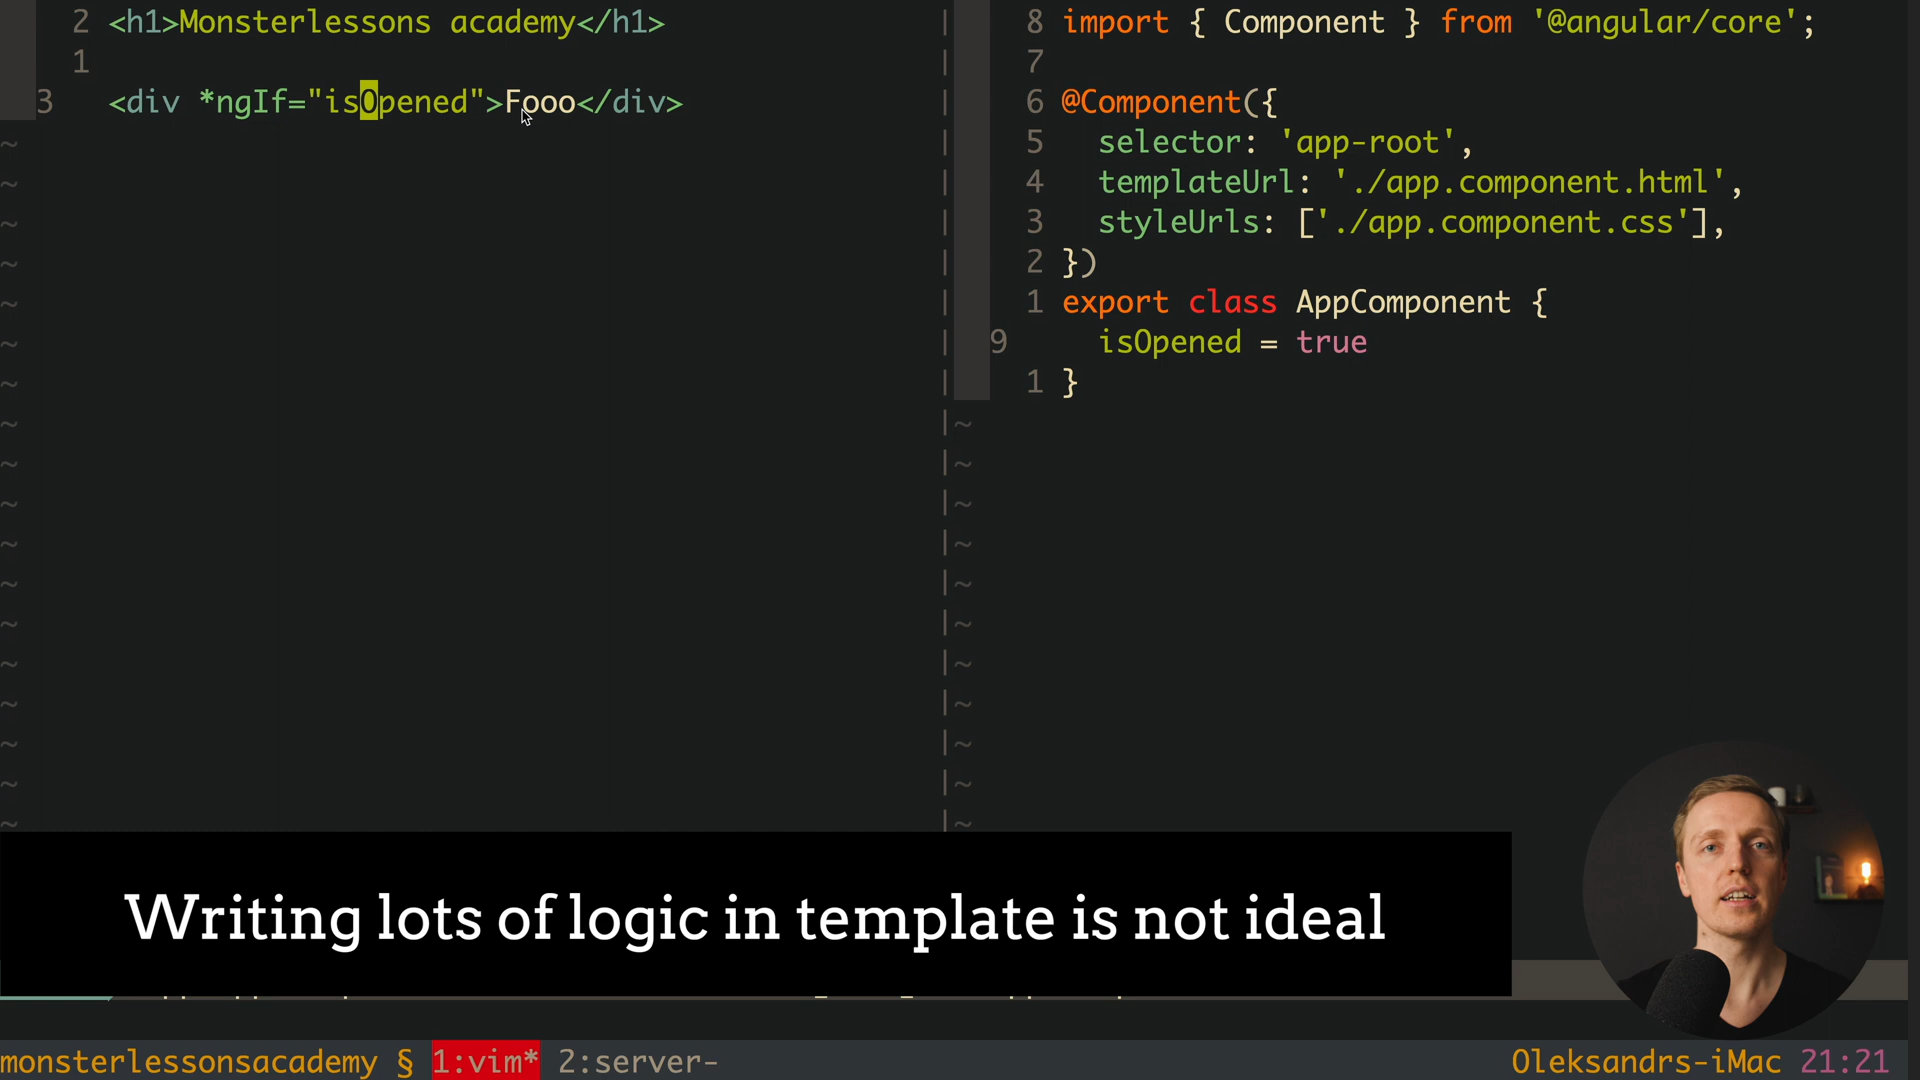 2 <h1>Monsterlessons academy</h1>
1
3 <div *ngIf="isOpened">Fooo</div>
8 import { Component } from '@angular/core';
7
6 @Component({
5 selector: 'app-root',
4 templateUrl: './app.component.html',
3 styleUrls: ['./app.component.css'],
2 })
1 export class AppComponent {
9 isOpened = true
1 }
Writing lots of logic in template is not ideal
monsterlessonsacademy § 1:vim* 2:server-
Oleksandrs-iMac 21:21